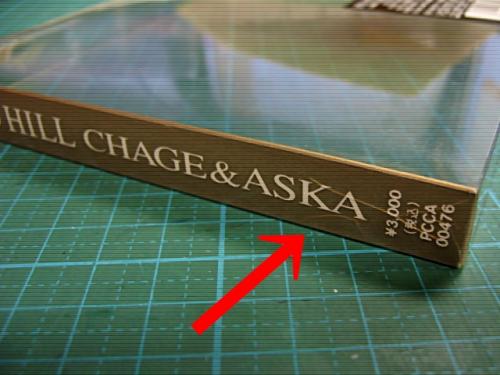 HILL CHAGE&ASKA
¥3,000
(税込)
PCCA
00476